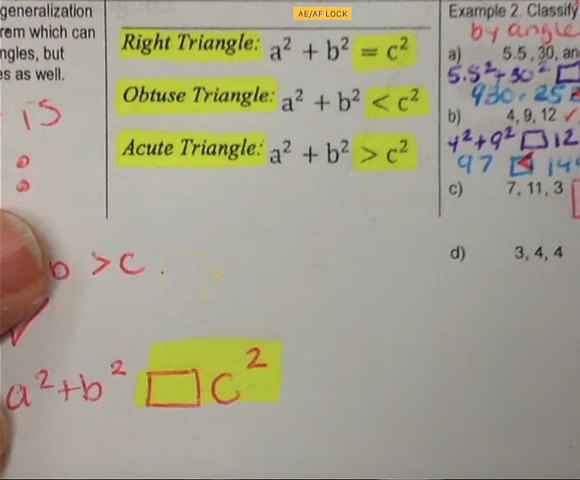 AE/AF LOCK
generalization
rem which can
ngles, but
es as well.
is
b > c
a² + b² □ c²
Right Triangle: a² + b² = c²
Obtuse Triangle: a² + b² < c²
Acute Triangle: a² + b² > c²
Example 2. Classify
by angle
a) 5.5, 30, an
5.5² + 30² □
930.25
b) 4, 9, 12 ✓
4² + 9² □ 12
97 < 144
c) 7, 11, 3
d) 3, 4, 4